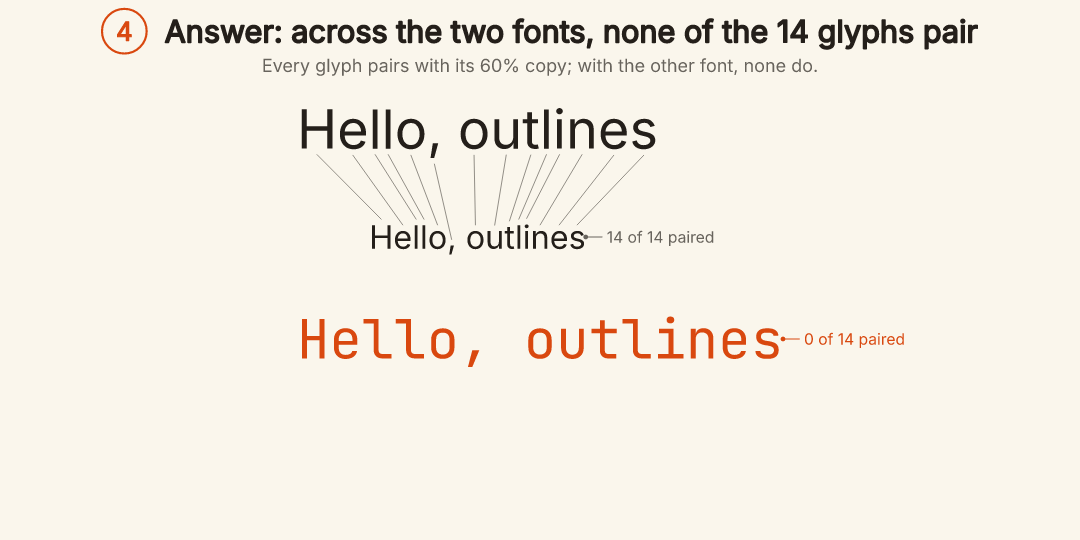 4 Answer: across the two fonts, none of the 14 glyphs pair
Every glyph pairs with its 60% copy; with the other font, none do.
Hello, outlines
Hello, outlines 14 of 14 paired
Hello, outlines 0 of 14 paired